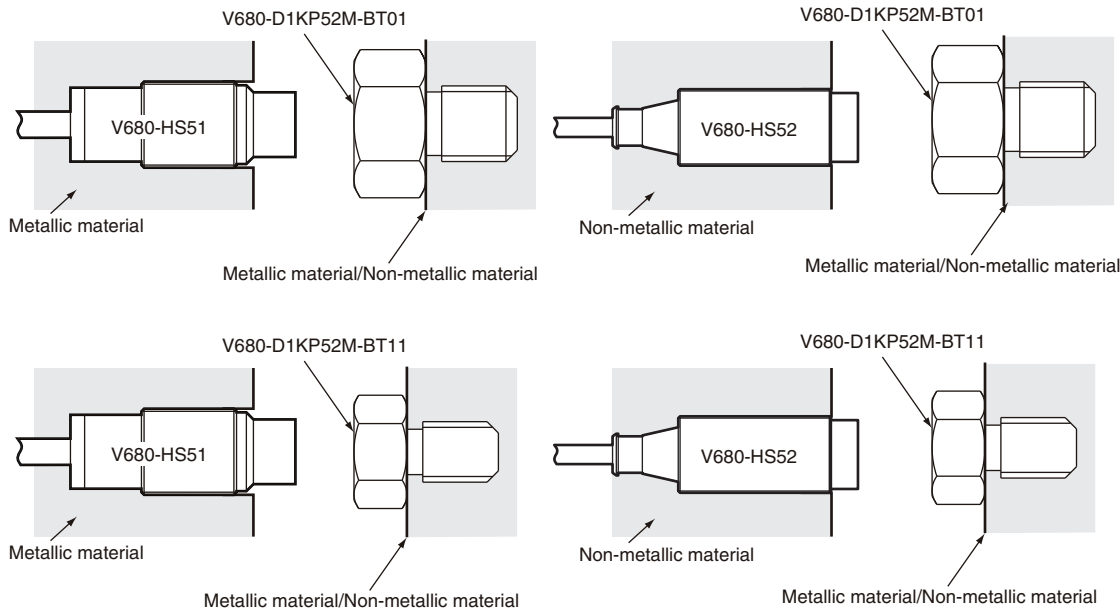 V680-D1KP52M-BT01
V680-HS51
Metallic material
Metallic material/Non-metallic material
V680-D1KP52M-BT01
V680-HS52
Non-metallic material
Metallic material/Non-metallic material
V680-D1KP52M-BT11
V680-HS51
Metallic material
Metallic material/Non-metallic material
V680-D1KP52M-BT11
V680-HS52
Non-metallic material
Metallic material/Non-metallic material